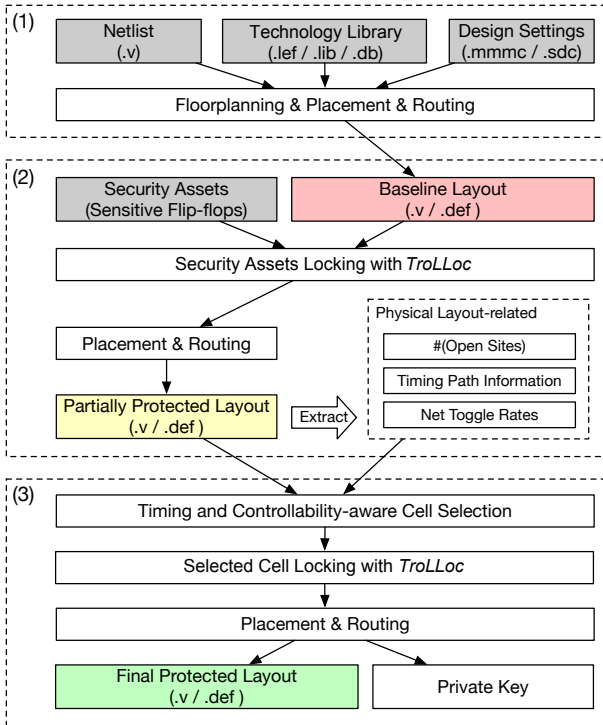 (1)
Netlist
(.v)
Technology Library
(.lef / .lib / .db)
Design Settings
(.mmmc / .sdc)
Floorplanning & Placement & Routing
(2)
Security Assets
(Sensitive Flip-flops)
Baseline Layout
(.v / .def )
Security Assets Locking with TroLLoc
Placement & Routing
Partially Protected Layout
(.v / .def )
Extract
Physical Layout-related
#(Open Sites)
Timing Path Information
Net Toggle Rates
(3)
Timing and Controllability-aware Cell Selection
Selected Cell Locking with TroLLoc
Placement & Routing
Final Protected Layout
(.v / .def )
Private Key